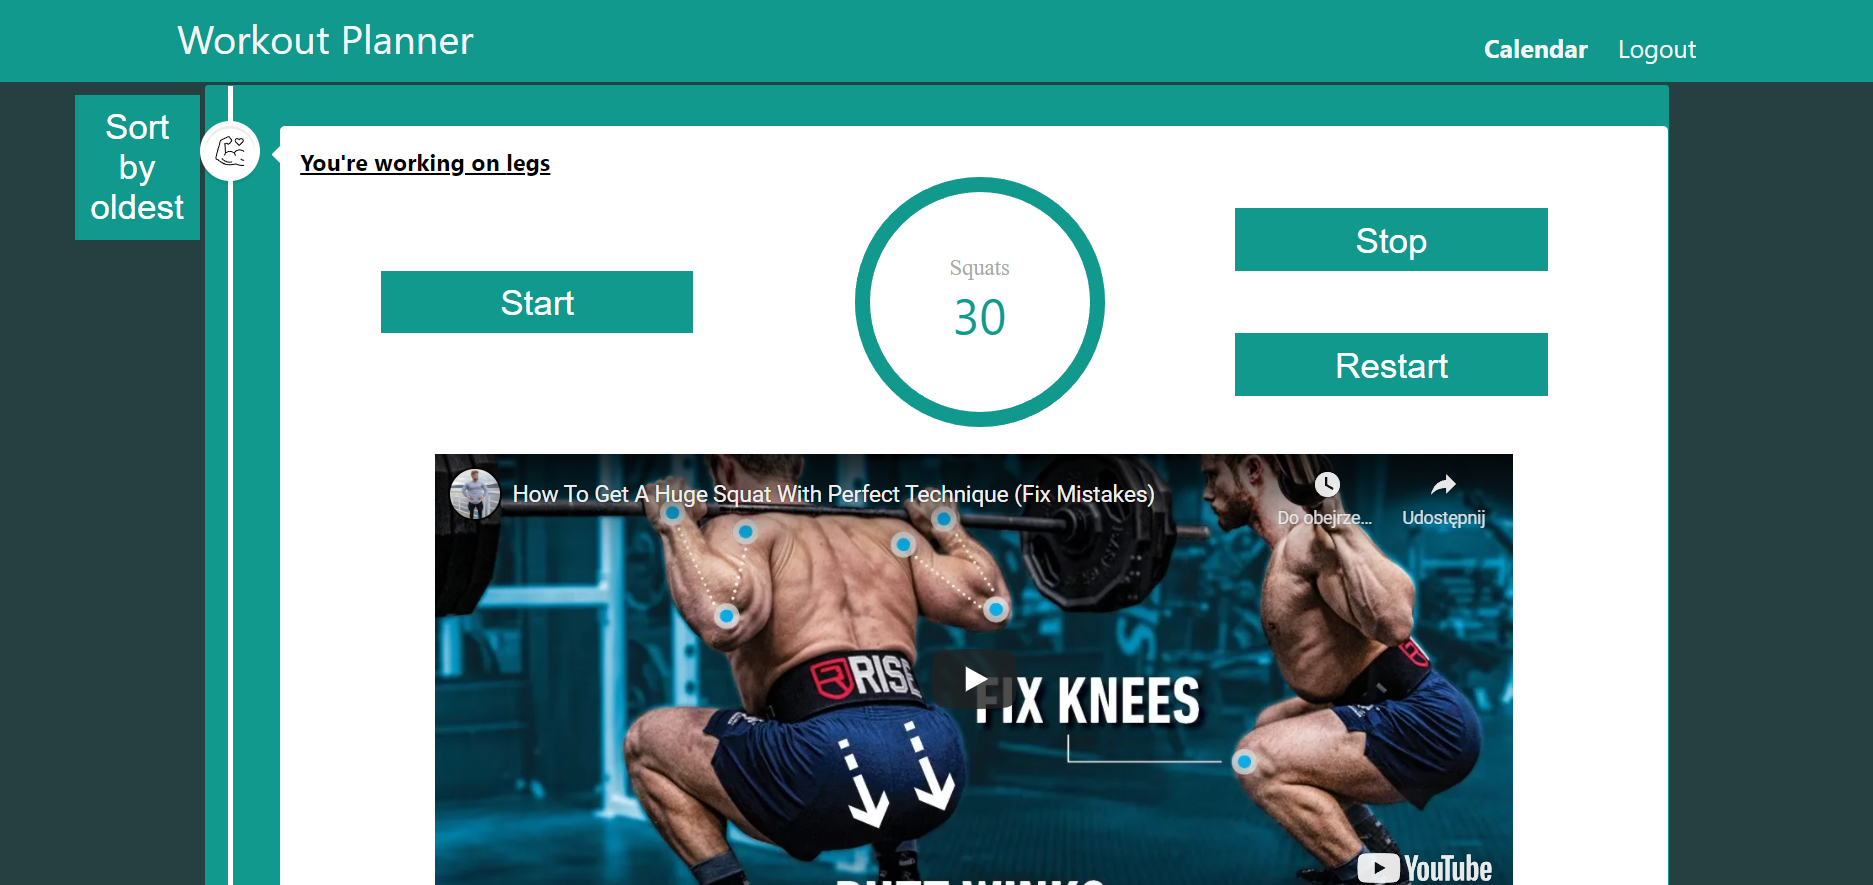 Workout Planner
Calendar
Logout
Sort
by
oldest
You're working on legs
Start
Squats
30
Stop
Restart
How To Get A Huge Squat With Perfect Technique (Fix Mistakes)
Do obejrze...
Udostępnij
RISE
FIX KNEES
YouTube